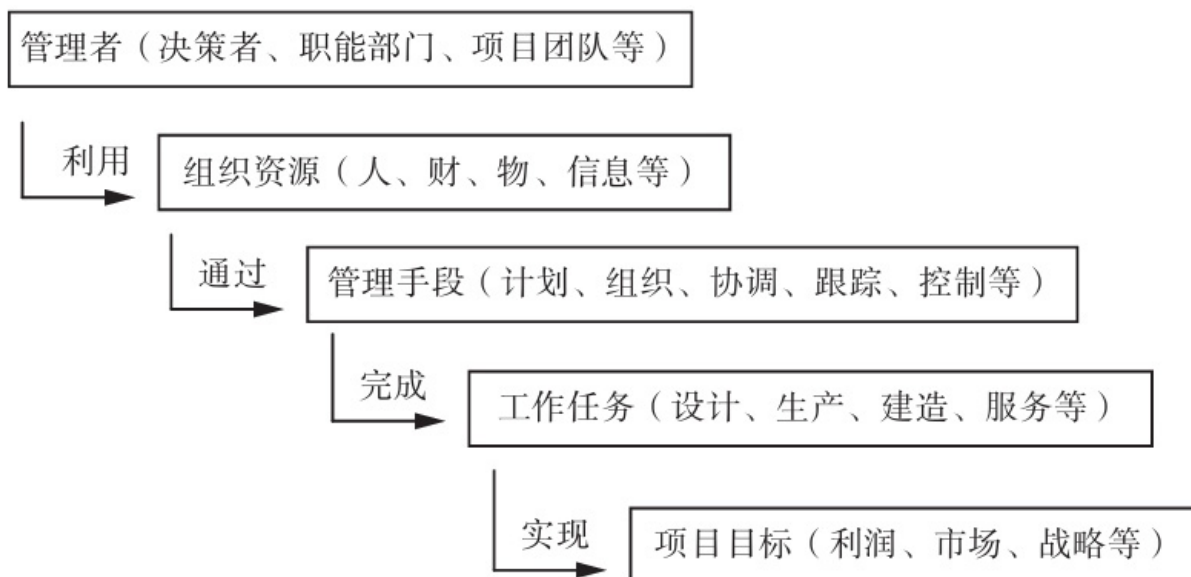 管理者（决策者、职能部门、项目团队等）
利用
组织资源（人、财、物、信息等）
通过
管理手段（计划、组织、协调、跟踪、控制等）
完成
工作任务（设计、生产、建造、服务等）
实现
项目目标（利润、市场、战略等）